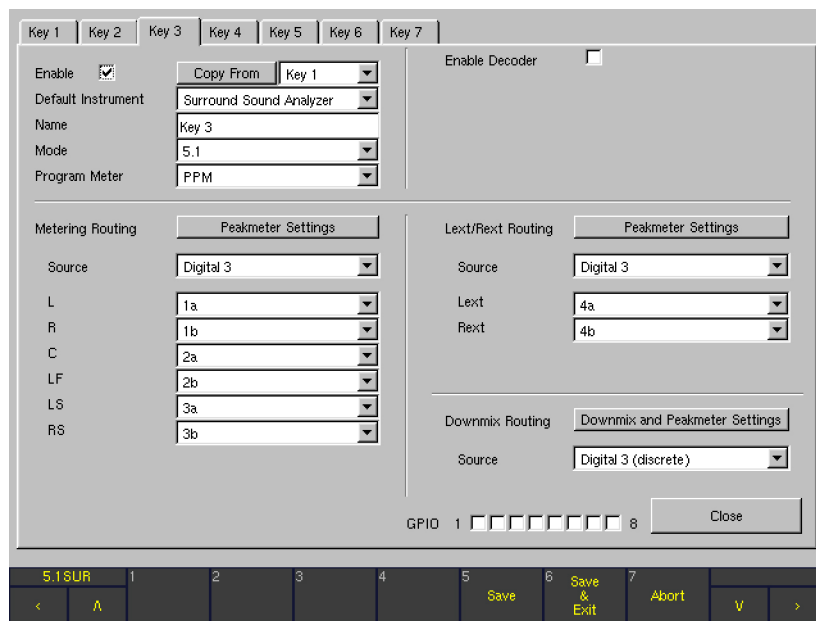 Key 1 Key 2 Key 3 Key 4 Key 5 Key 6 Key 7
Enable Copy From Key 1
Default Instrument Surround Sound Analyzer
Name Key 3
Mode 5.1
Program Meter PPM
Enable Decoder
Metering Routing Peakmeter Settings
Source Digital 3
L 1a
R 1b
C 2a
LF 2b
LS 3a
RS 3b
Lext/Rext Routing Peakmeter Settings
Source Digital 3
Lext 4a
Rext 4b
Downmix Routing Downmix and Peakmeter Settings
Source Digital 3 (discrete)
GPIO 1 8 Close
5.1SUR 1 2 3 4 5 Save 6 Save & Exit 7 Abort
< Λ V >